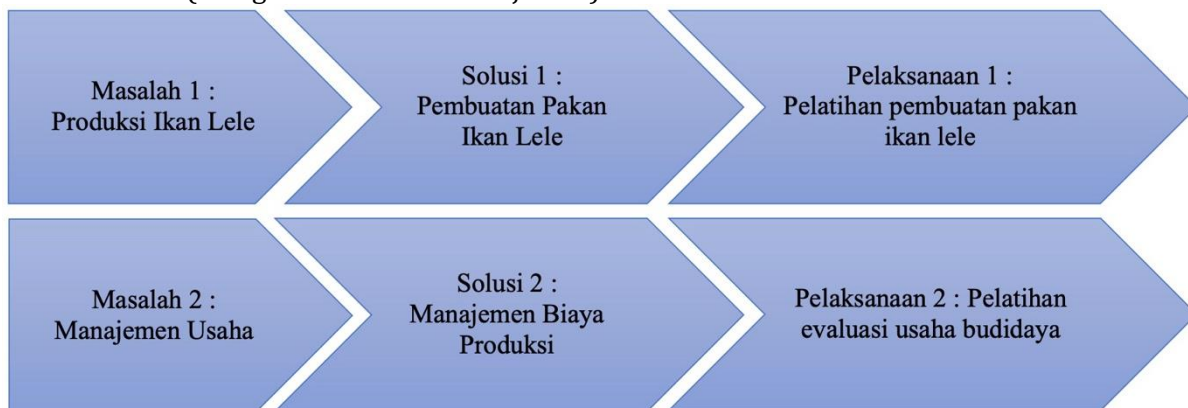 Masalah 1 :
Produksi Ikan Lele
Solusi 1 :
Pembuatan Pakan
Ikan Lele
Pelaksanaan 1 :
Pelatihan pembuatan pakan
ikan lele
Masalah 2 :
Manajemen Usaha
Solusi 2 :
Manajemen Biaya
Produksi
Pelaksanaan 2 : Pelatihan
evaluasi usaha budidaya